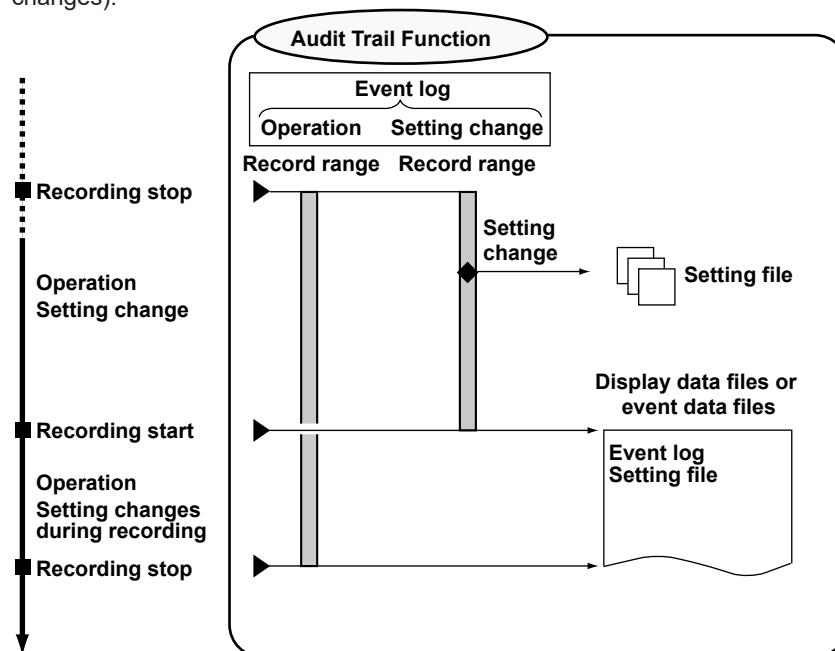 changes).
Audit Trail Function
Event log
Operation Setting change
Record range Record range
Recording stop
Setting
change
Setting file
Operation
Setting change
Display data files or
event data files
Recording start
Event log
Setting file
Operation
Setting changes
during recording
Recording stop